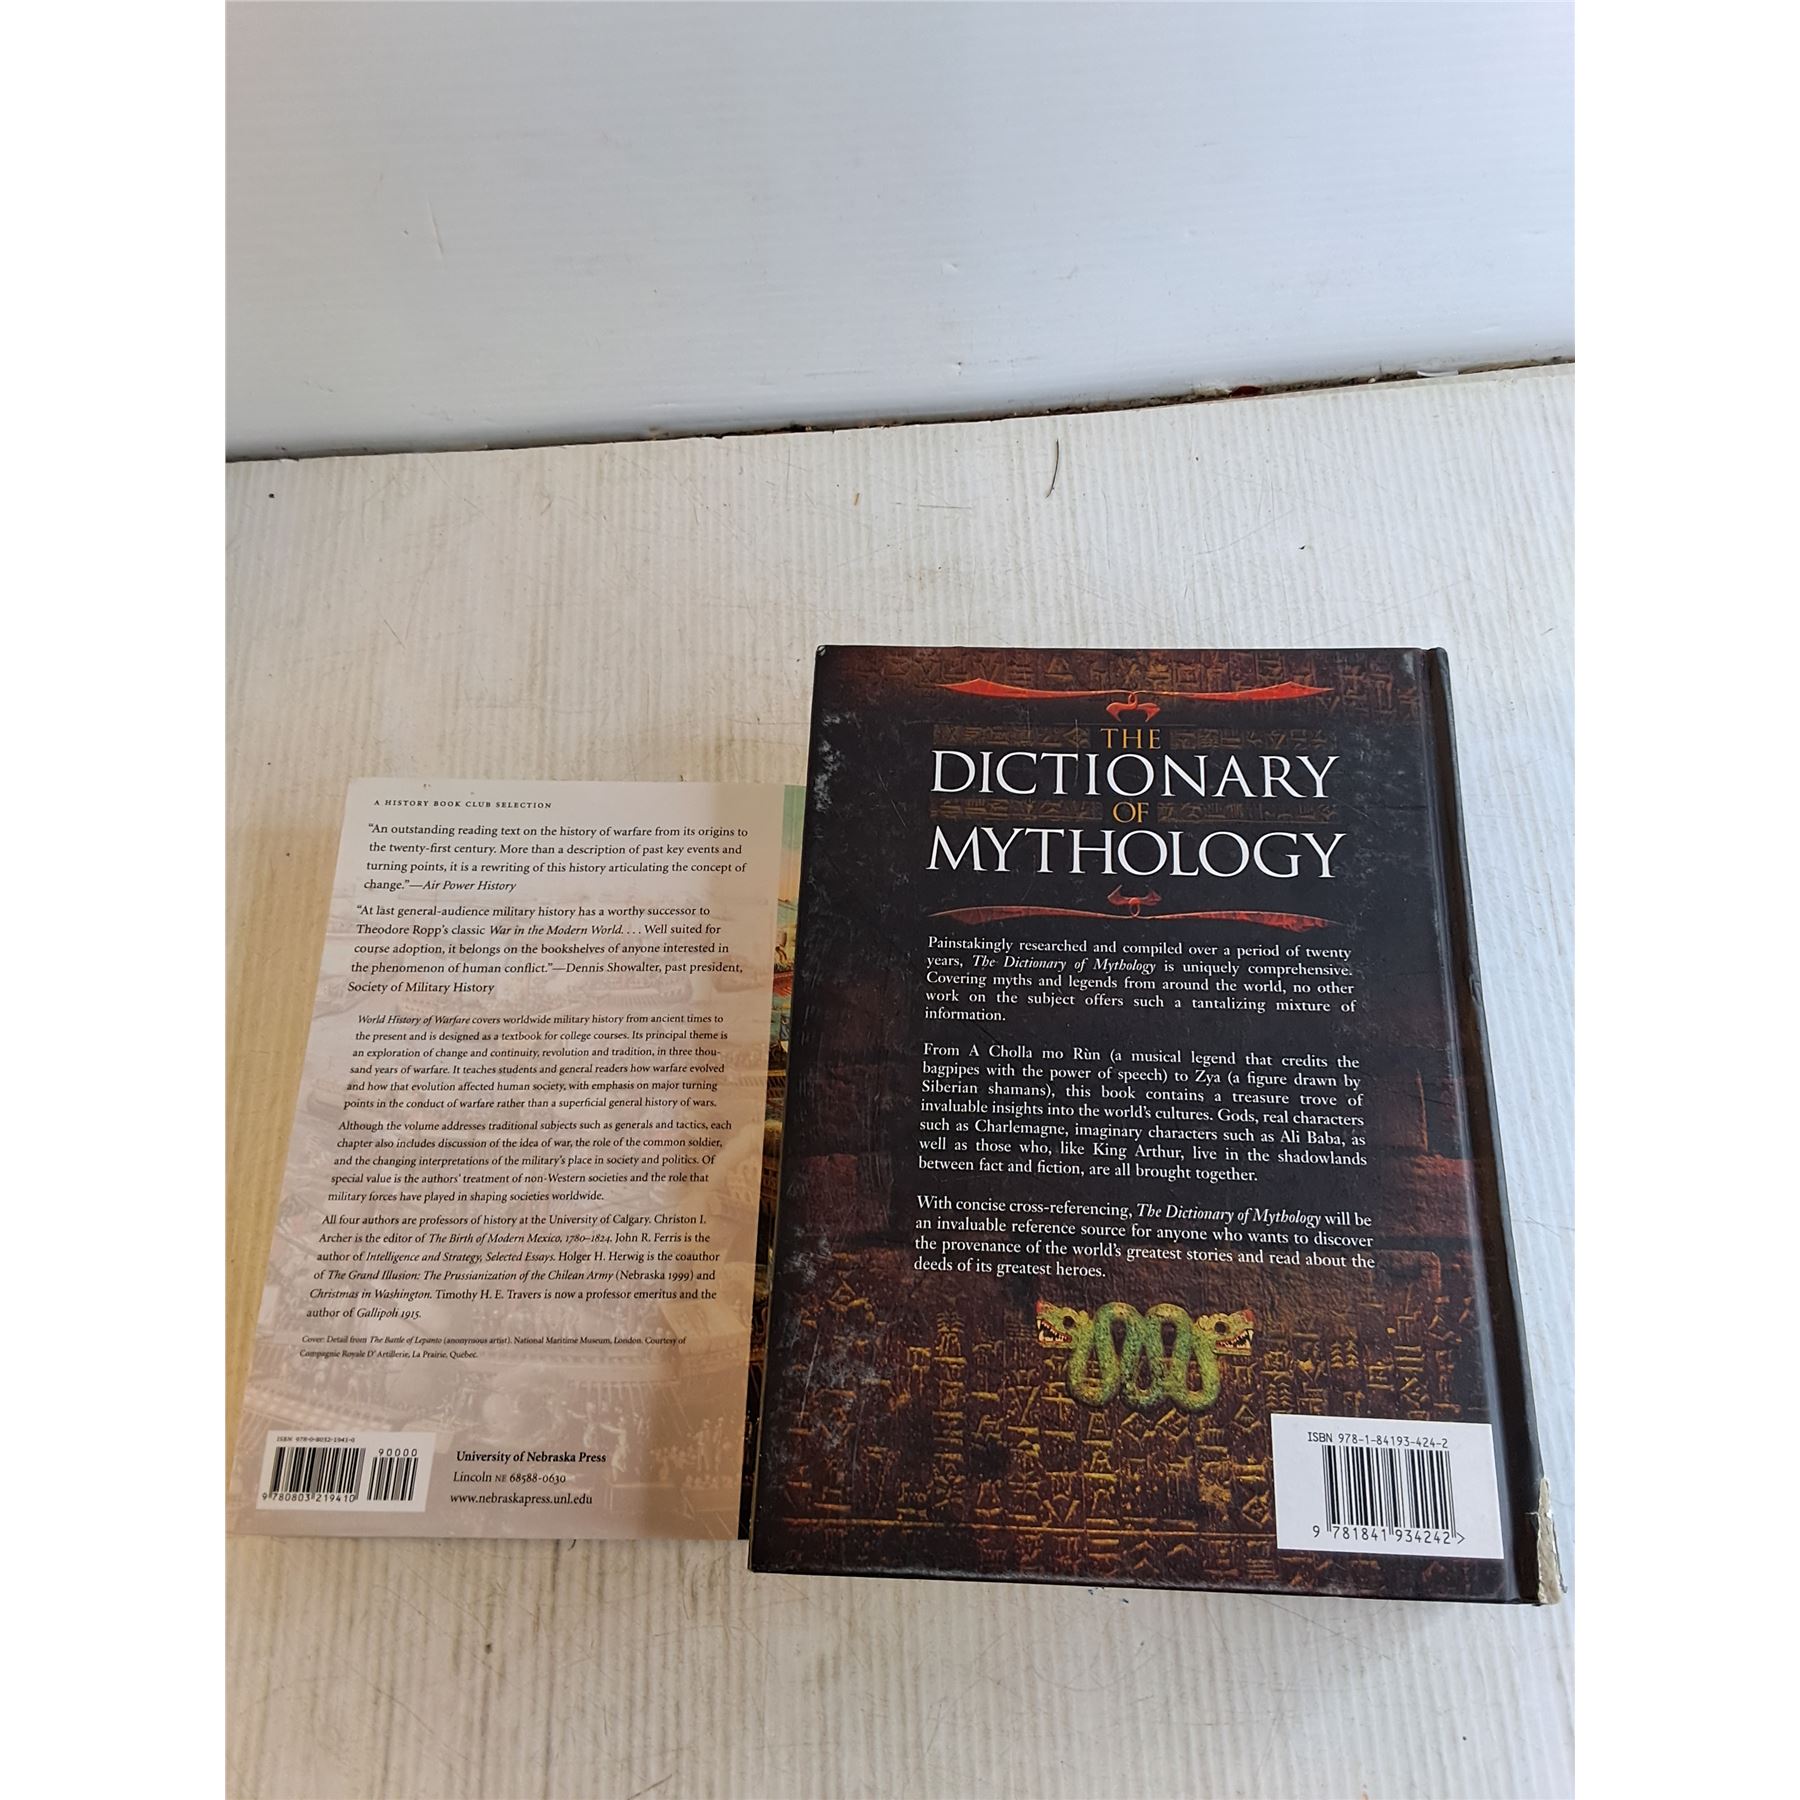 A HISTORY BOOK CLUB SELECTION
“An outstanding reading text on the history of warfare from its origins to
the twenty-first century. More than a description of past key events and
turning points, it is a rewriting of this history articulating the concept of
change.”—Air Power History
“At last general-audience military history has a worthy successor to
Theodore Ropp’s classic War in the Modern World. . . . Well suited for
course adoption, it belongs on the bookshelves of anyone interested in
the phenomenon of human conflict.”—Dennis Showalter, past president,
Society of Military History
World History of Warfare covers worldwide military history from ancient times to
the present and is designed as a textbook for college courses. Its principal theme is
an exploration of change and continuity, revolution and tradition, in three thou-
sand years of warfare. It teaches students and general readers how warfare evolved
and how that evolution affected human society, with emphasis on major turning
points in the conduct of warfare rather than a superficial general history of wars.
Although the volume addresses traditional subjects such as generals and tactics, each
chapter also includes discussion of the idea of war, the role of the common soldier,
and the changing interpretations of the military’s place in society and politics. Of
special value is the authors’ treatment of non-Western societies and the role that
military forces have played in shaping societies worldwide.
All four authors are professors of history at the University of Calgary. Christon I.
Archer is the editor of The Birth of Modern Mexico, 1780–1824. John R. Ferris is the
author of Intelligence and Strategy, Selected Essays. Holger H. Herwig is the coauthor
of The Grand Illusion: The Prussianization of the Chilean Army (Nebraska 1999) and
Christmas in Washington. Timothy H. E. Travers is now a professor emeritus and the
author of Gallipoli 1915.
Cover: Detail from The Battle of Lepanto (anonymous artist). National Maritime Museum, London. Courtesy of
Compagnie Royale D’Artillerie, La Prairie, Québec.
ISBN 978-0-8032-1941-0
90000
9 780803 219410
University of Nebraska Press
Lincoln NE 68588-0630
www.nebraskapress.unl.edu
THE
DICTIONARY
OF
MYTHOLOGY
Painstakingly researched and compiled over a period of twenty
years, The Dictionary of Mythology is uniquely comprehensive.
Covering myths and legends from around the world, no other
work on the subject offers such a tantalizing mixture of
information.
From A Cholla mo Rùn (a musical legend that credits the
bagpipes with the power of speech) to Zya (a figure drawn by
Siberian shamans), this book contains a treasure trove of
invaluable insights into the world’s cultures. Gods, real characters
such as Charlemagne, imaginary characters such as Ali Baba, as
well as those who, like King Arthur, live in the shadowlands
between fact and fiction, are all brought together.
With concise cross-referencing, The Dictionary of Mythology will be
an invaluable reference source for anyone who wants to discover
the provenance of the world’s greatest stories and read about the
deeds of its greatest heroes.
ISBN 978-1-84193-424-2
9 781841 934242 >